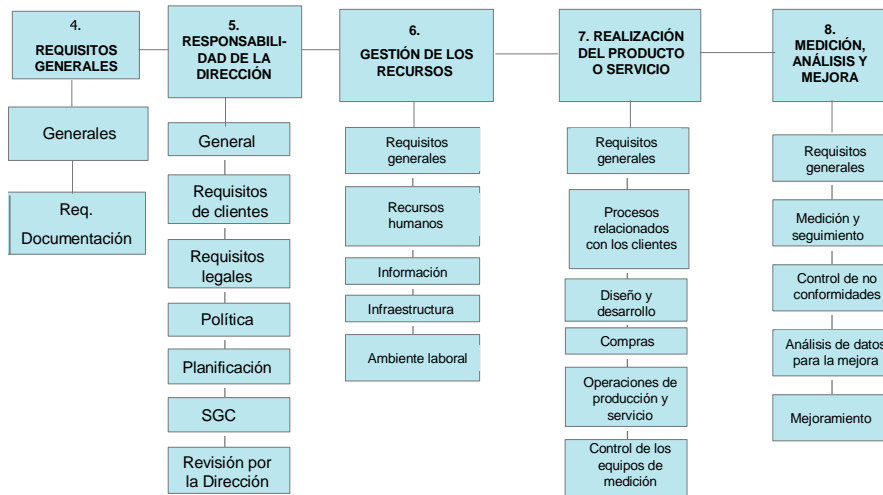 4.
REQUISITOS
GENERALES
Generales
Req.
Documentación
5.
RESPONSABILI-
DAD DE LA
DIRECCIÓN
General
Requisitos
de clientes
Requisitos
legales
Política
Planificación
SGC
Revisión por
la Dirección
6.
GESTIÓN DE LOS
RECURSOS
Requisitos
generales
Recursos
humanos
Información
Infraestructura
Ambiente laboral
7. REALIZACIÓN
DEL PRODUCTO
O SERVICIO
Requisitos
generales
Procesos
relacionados
con los clientes
Diseño y
desarrollo
Compras
Operaciones de
producción y
servicio
Control de los
equipos de
medición
8.
MEDICIÓN,
ANÁLISIS Y
MEJORA
Requisitos
generales
Medición y
seguimiento
Control de no
conformidades
Análisis de datos
para la mejora
Mejoramiento